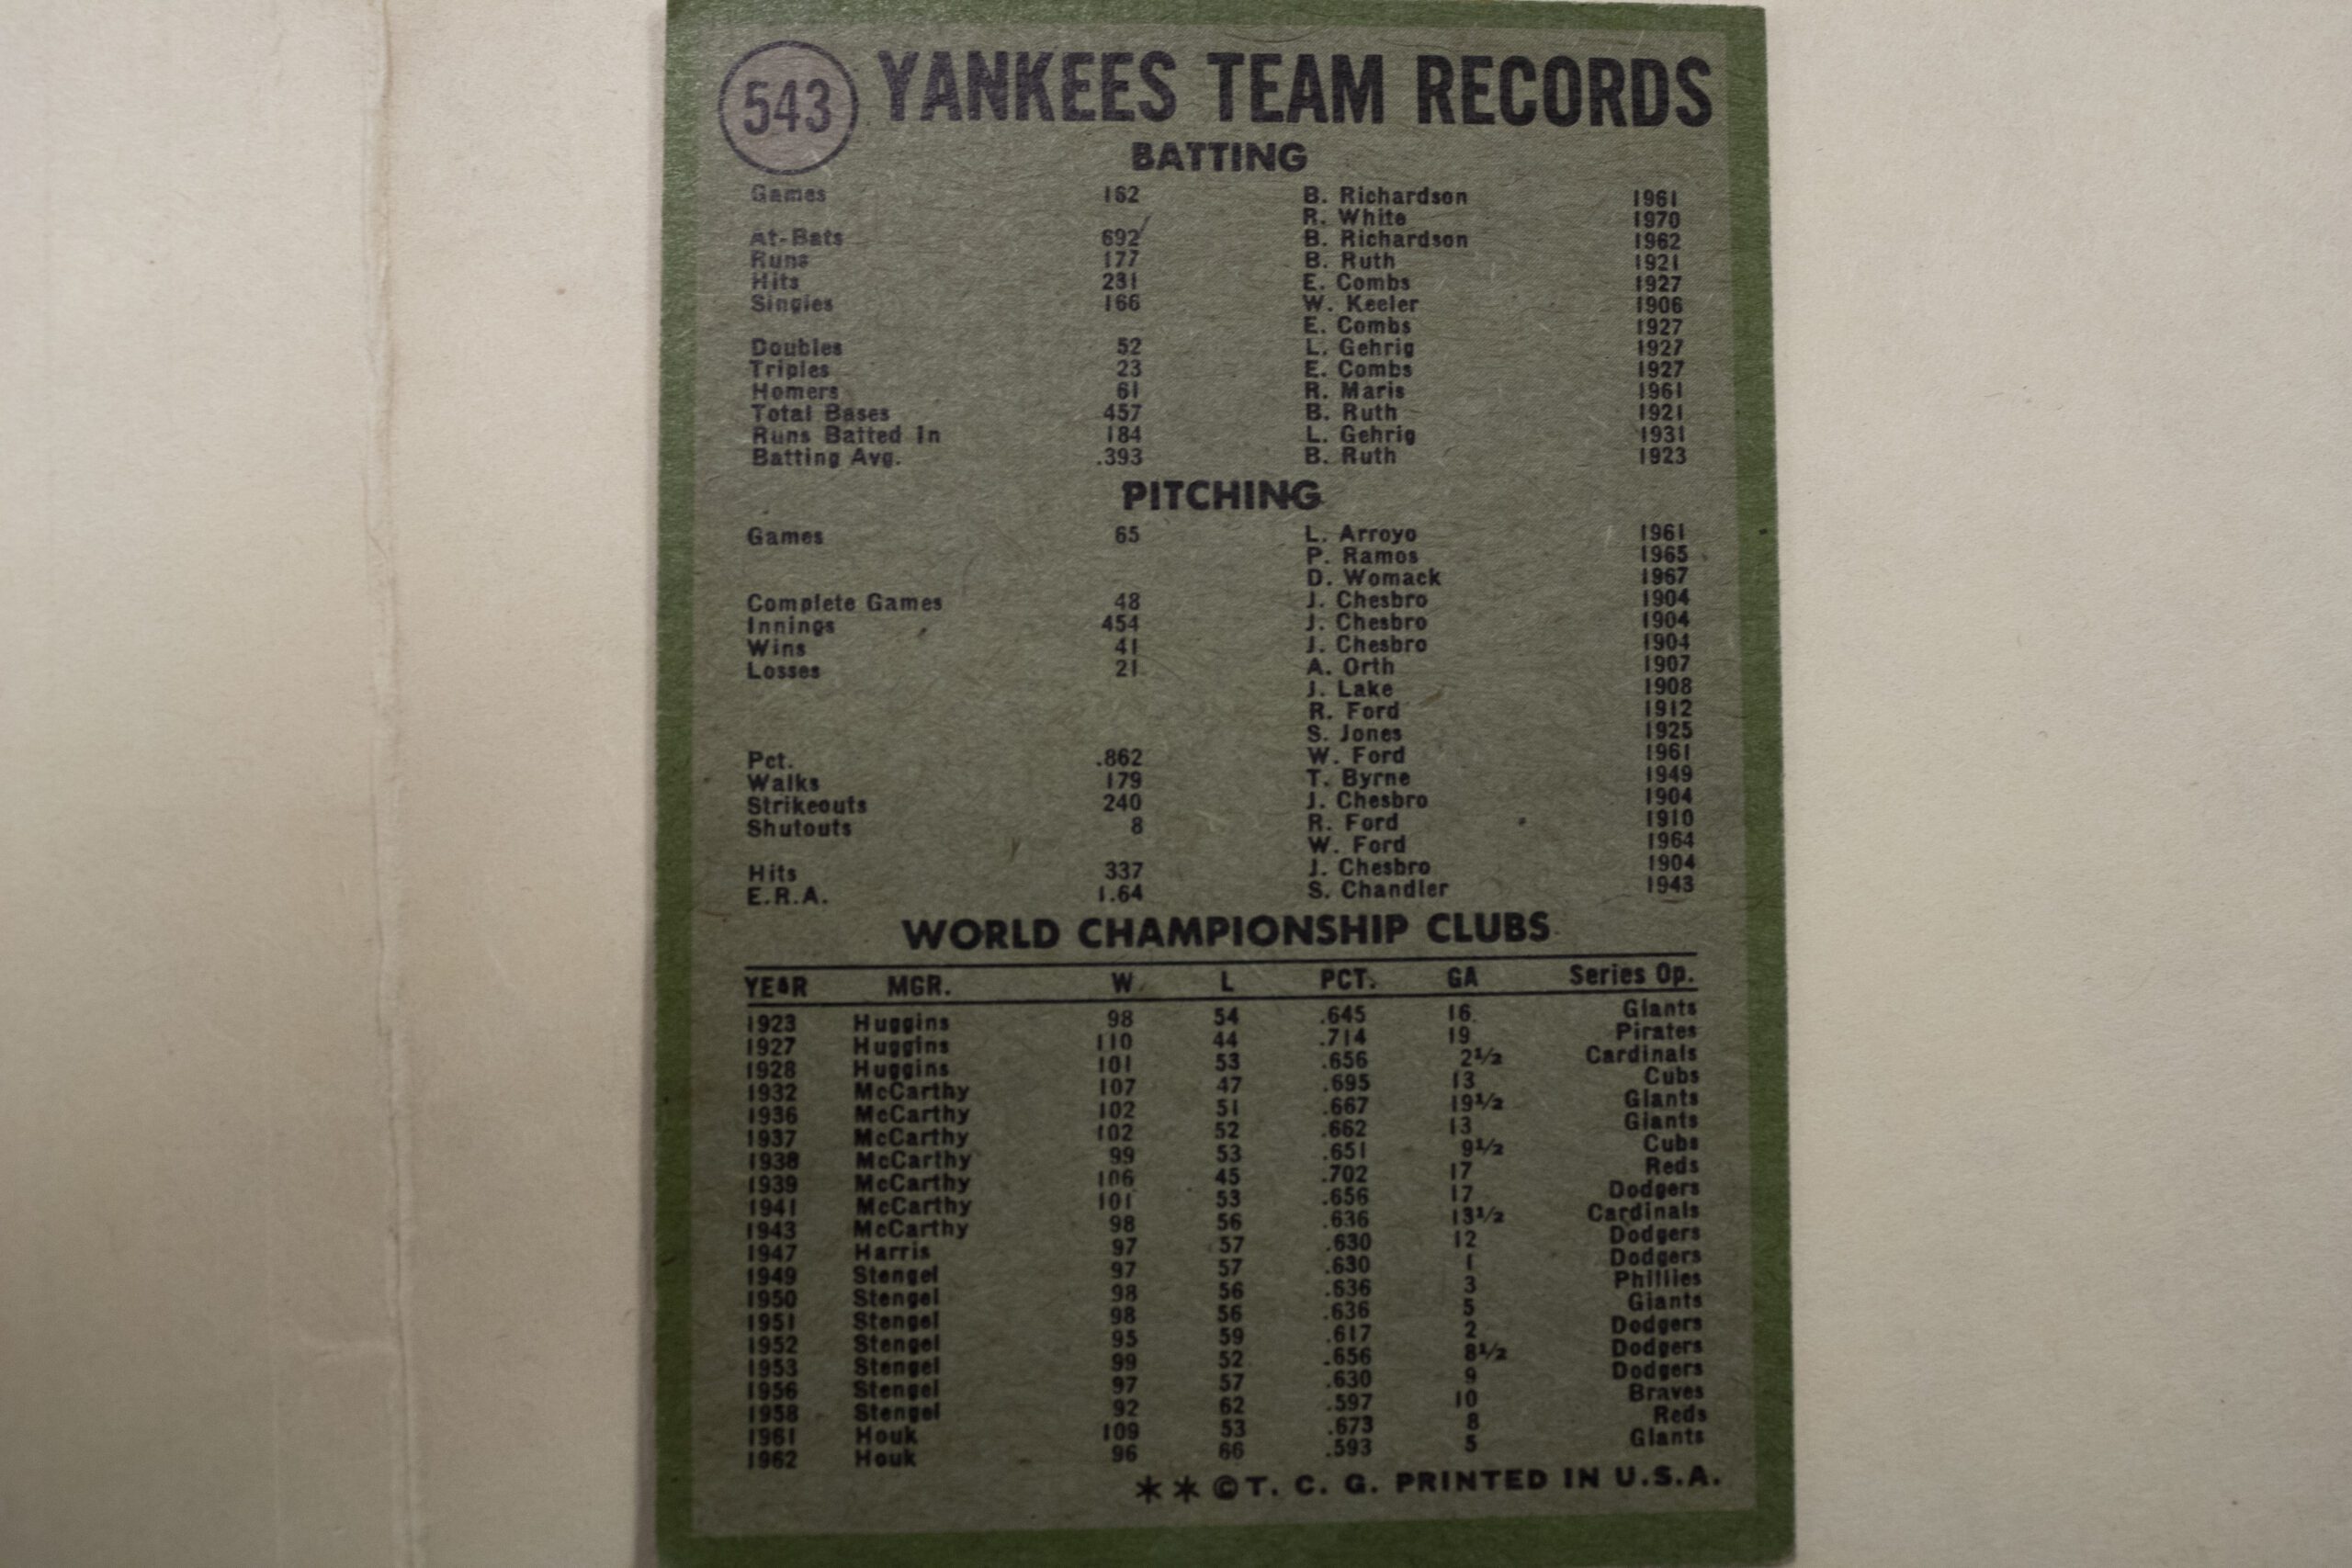 543 YANKEES TEAM RECORDS
BATTING
Games 162 B. Richardson 1961
R. White 1970
At-Bats 692 B. Richardson 1962
Runs 177 B. Ruth 1921
Hits 231 E. Combs 1927
Singles 166 W. Keeler 1906
E. Combs 1927
Doubles 52 L. Gehrig 1927
Triples 23 E. Combs 1927
Homers 61 R. Maris 1961
Total Bases 457 B. Ruth 1921
Runs Batted In 184 L. Gehrig 1931
Batting Avg. .393 B. Ruth 1923
PITCHING
Games 65 L. Arroyo 1961
P. Ramos 1965
D. Womack 1967
Complete Games 48 J. Chesbro 1904
Innings 454 J. Chesbro 1904
Wins 41 J. Chesbro 1904
Losses 21 A. Orth 1907
J. Lake 1908
R. Ford 1912
S. Jones 1925
Pct. .862 W. Ford 1961
Walks 179 T. Byrne 1949
Strikeouts 240 J. Chesbro 1904
Shutouts 8 R. Ford 1910
W. Ford 1964
Hits 337 J. Chesbro 1904
E.R.A. 1.64 S. Chandler 1943
WORLD CHAMPIONSHIP CLUBS
YEAR MGR. W L PCT. GA Series Op.
1923 Huggins 98 54 .645 16 Giants
1927 Huggins 110 44 .714 19 Pirates
1928 Huggins 101 53 .656 2½ Cardinals
1932 McCarthy 107 47 .695 13 Cubs
1936 McCarthy 102 51 .667 19½ Giants
1937 McCarthy 102 52 .662 13 Giants
1938 McCarthy 99 53 .651 9½ Cubs
1939 McCarthy 106 45 .702 17 Reds
1941 McCarthy 101 53 .656 17 Dodgers
1943 McCarthy 98 56 .636 13½ Cardinals
1947 Harris 97 57 .630 12 Dodgers
1949 Stengel 97 57 .630 1 Dodgers
1950 Stengel 98 56 .636 3 Phillies
1951 Stengel 98 56 .636 5 Giants
1952 Stengel 95 59 .617 2 Dodgers
1953 Stengel 99 52 .656 8½ Dodgers
1956 Stengel 97 57 .630 9 Dodgers
1958 Stengel 92 62 .597 10 Braves
1961 Houk 109 53 .673 8 Reds
1962 Houk 96 66 .593 5 Giants
**©T. C. G. PRINTED IN U.S.A.